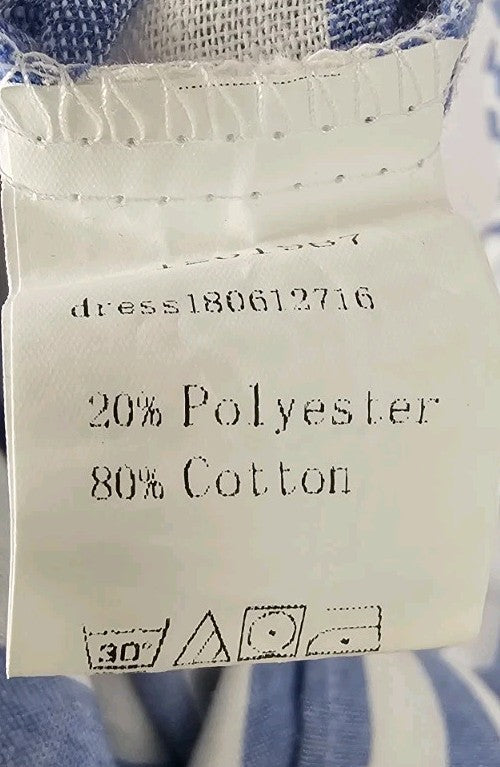 dress180612716
20% Polyester
80% Cotton
30°